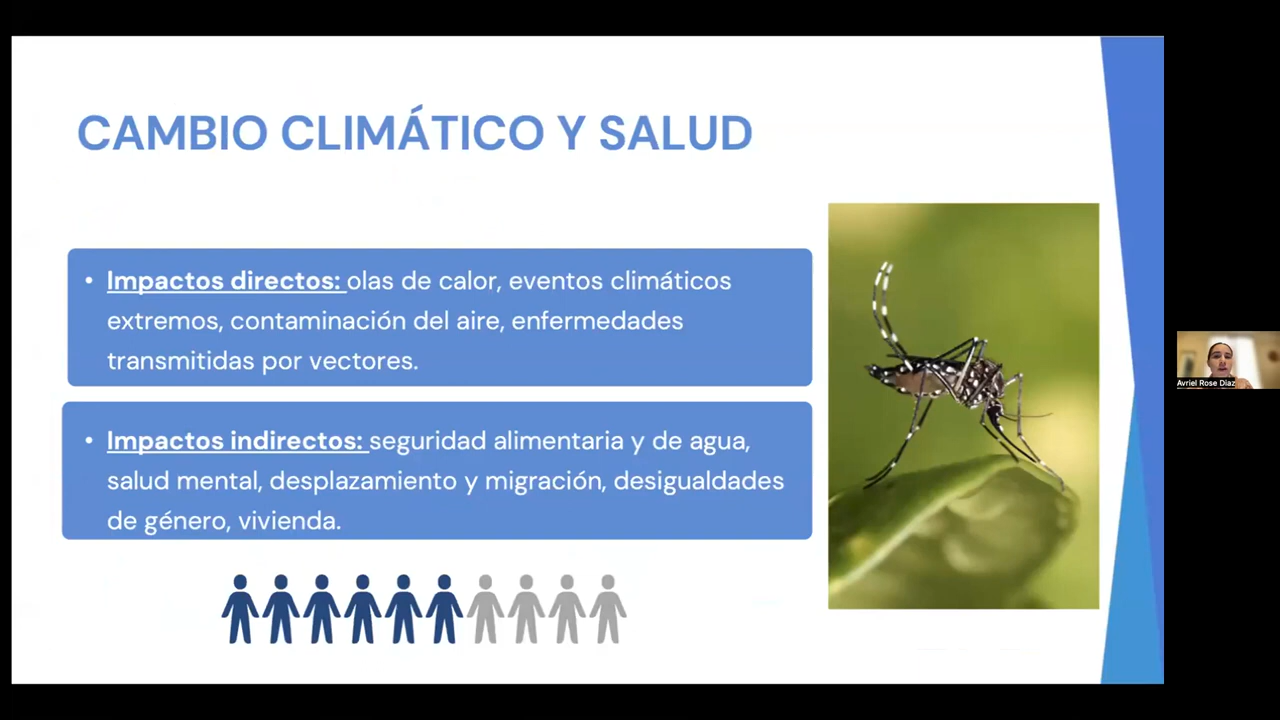 CAMBIO CLIMÁTICO Y SALUD
• Impactos directos: olas de calor, eventos climáticos
extremos, contaminación del aire, enfermedades
transmitidas por vectores.
• Impactos indirectos: seguridad alimentaria y de agua,
salud mental, desplazamiento y migración, desigualdades
de género, vivienda.
Avriel Rose Diaz